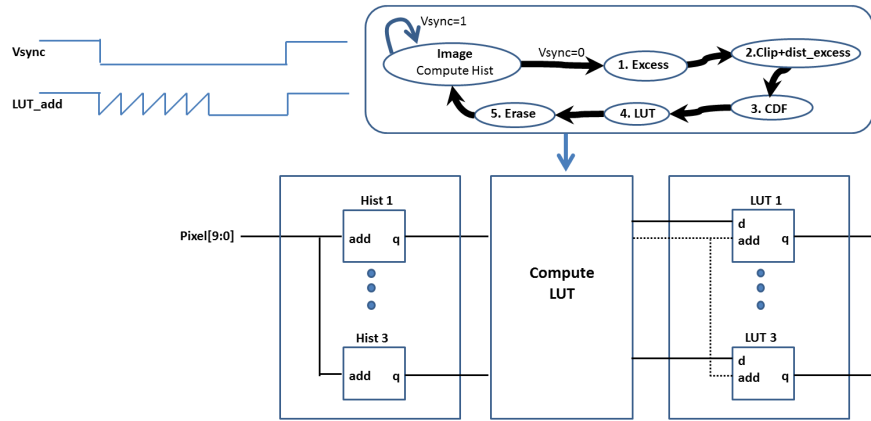 Vsync=1
Vsync
Image
Compute Hist
Vsync=0
1. Excess
2.Clip+dist_excess
LUT_add
5. Erase
4. LUT
3. CDF
Hist 1
LUT 1
Pixel[9:0]
add q
d
add q
Compute
LUT
Hist 3
LUT 3
add q
d
add q